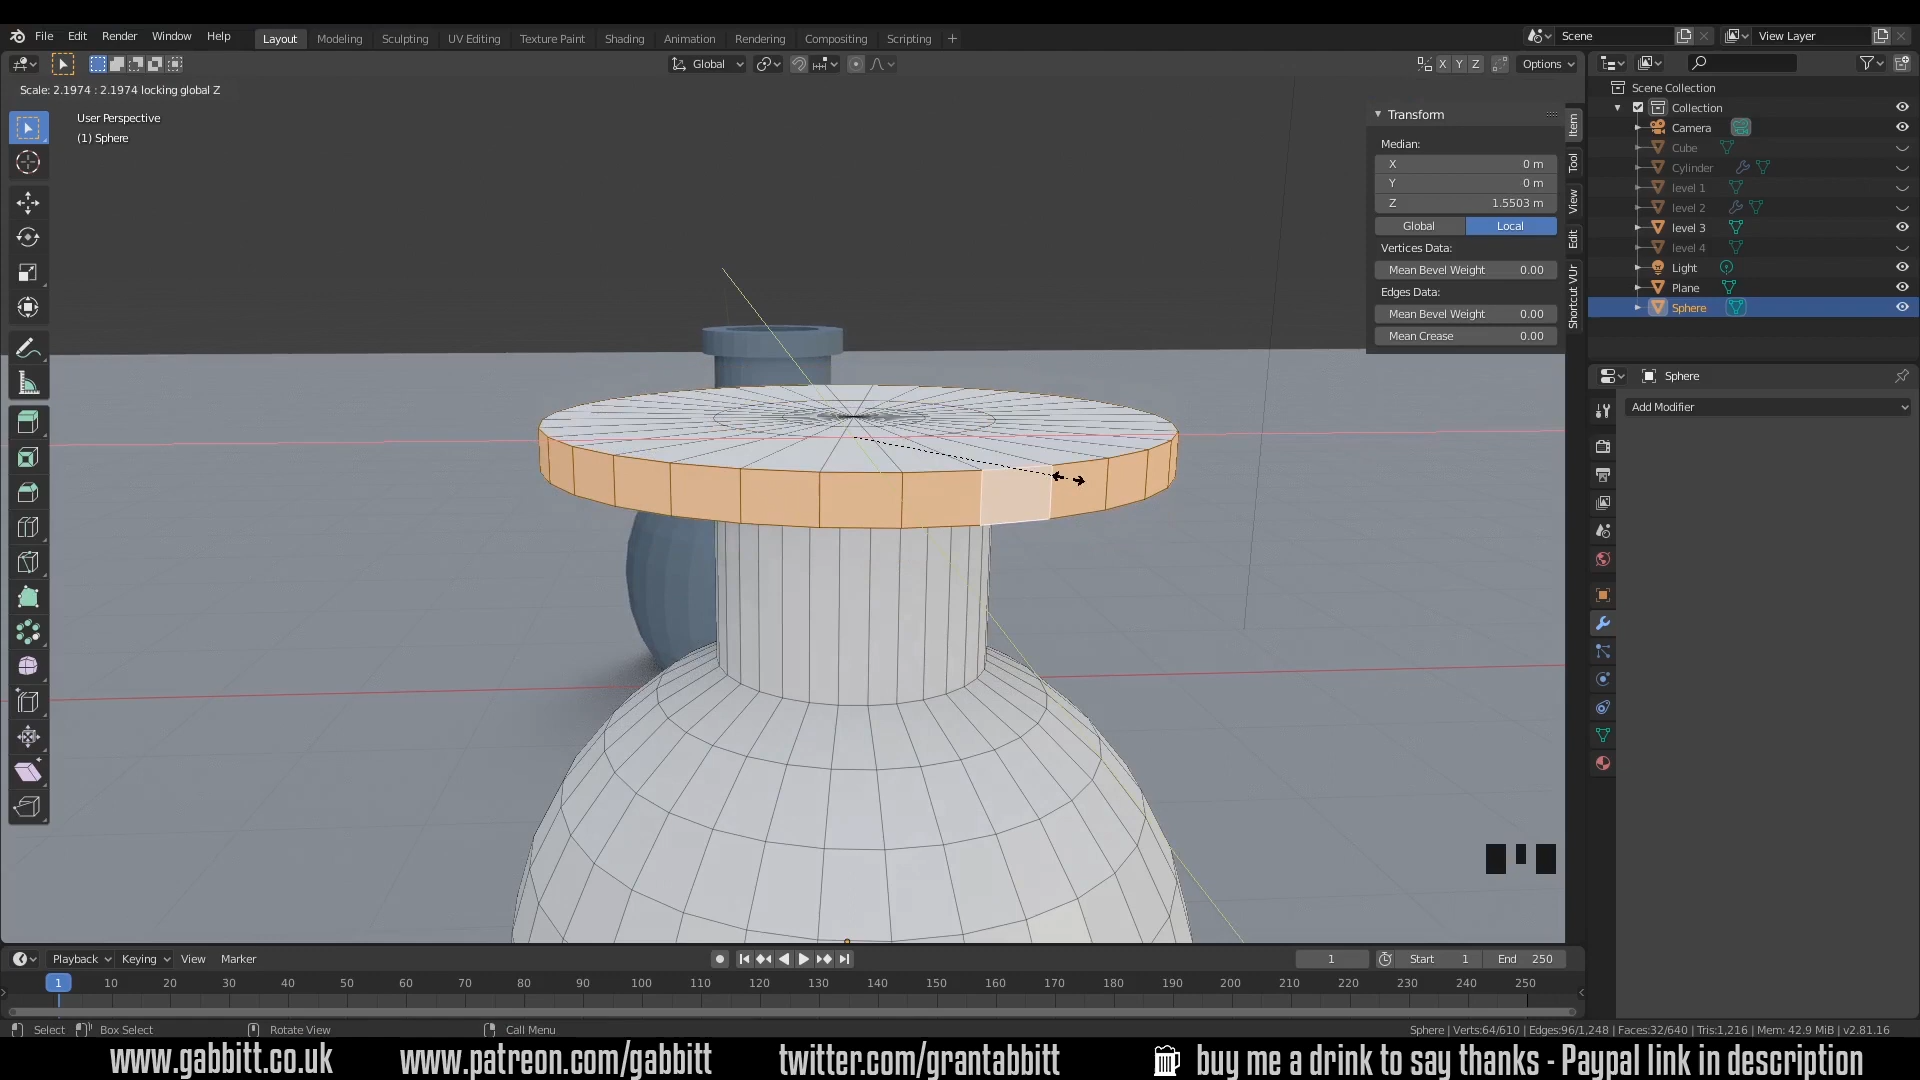 File Edit Render Window Help Layout Modeling Sculpting UV Editing Texture Paint Shading Animation Rendering Compositing Scripting + Scene View Layer
Global X Y Z Options
Scale: 2.1974 : 2.1974 locking global Z
User Perspective
(1) Sphere
Transform
Median:
X 0 m
Y 0 m
Z 1.5503 m
Global Local
Vertices Data:
Mean Bevel Weight 0.00
Edges Data:
Mean Bevel Weight 0.00
Mean Crease 0.00
Item
Tool
View
Edit
Shortcut VUr
Scene Collection
Collection
Camera
Cube
Cylinder
level 1
level 2
level 3
level 4
Light
Plane
Sphere
Sphere
Add Modifier
Playback Keying View Marker 1 Start 1 End 250
1 10 20 30 40 50 60 70 80 90 100 110 120 130 140 150 160 170 180 190 200 210 220 230 240 250
Select Box Select Rotate View Call Menu Sphere | Verts:64/610 | Edges:96/1,248 | Faces:32/640 | Tris:1,216 | Mem: 42.9 MiB | v2.81.16
www.gabbitt.co.uk www.patreon.com/gabbitt twitter.com/grantabbitt buy me a drink to say thanks - Paypal link in description